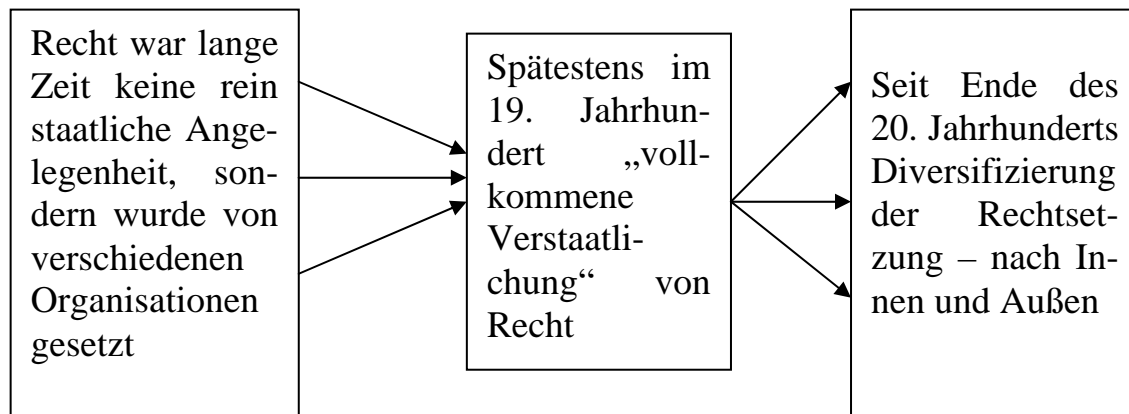 Recht war lange
Zeit keine rein
staatliche Ange-
legenheit, son-
dern wurde von
verschiedenen
Organisationen
gesetzt
Spätestens im
19. Jahrhun-
dert „voll-
kommene
Verstaatli-
chung“ von
Recht
Seit Ende des
20. Jahrhunderts
Diversifizierung
der Rechtset-
zung – nach In-
nen und Außen